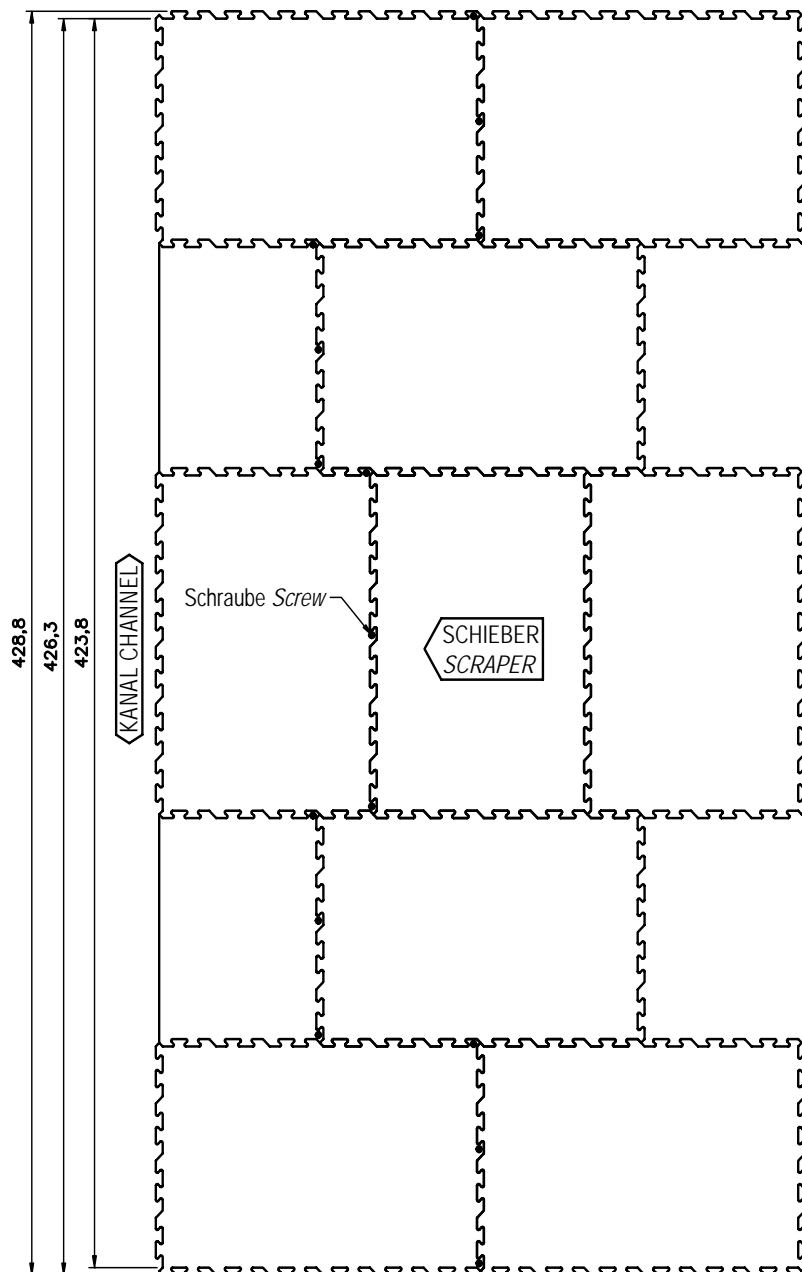 428,8
426,3
423,8
KANAL CHANNEL
Schraube Screw
SCHIEBER
SCRAPER